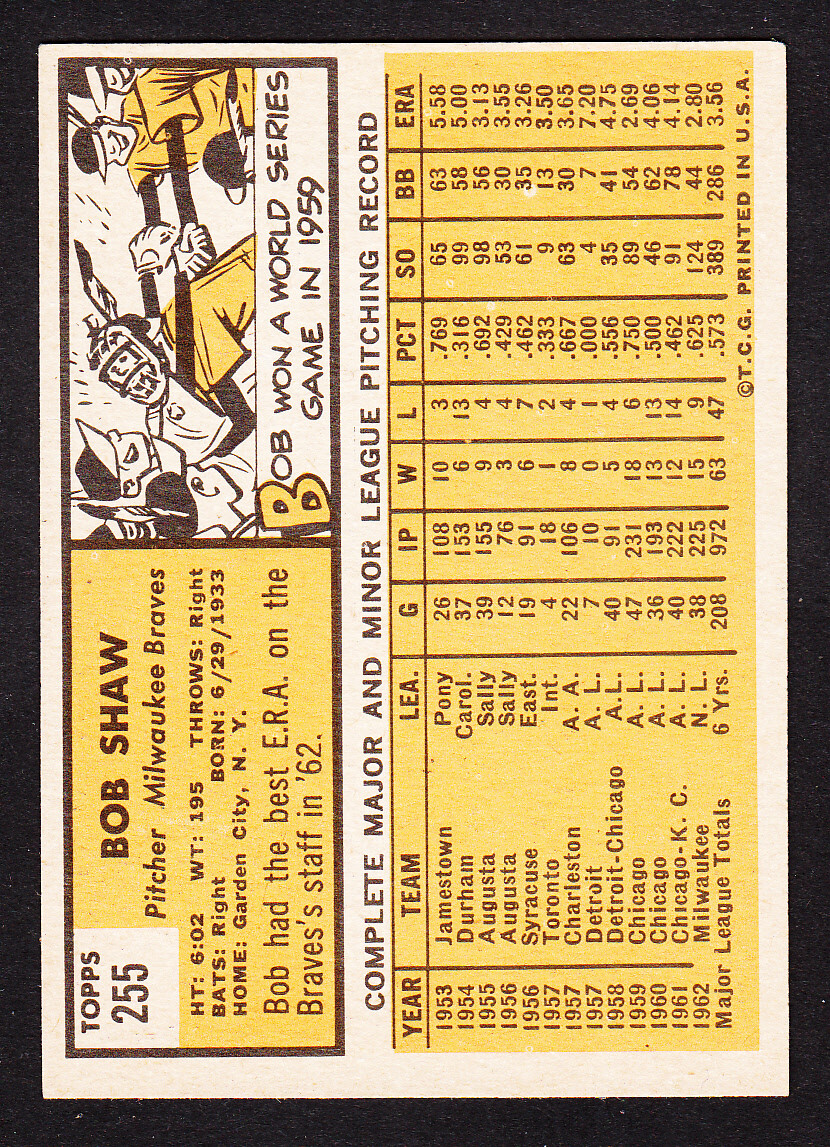 TOPPS
255
BOB SHAW
Pitcher Milwaukee Braves
HT: 6:02 WT: 195 THROWS: Right
BATS: Right BORN: 6/29/1933
HOME: Garden City, N. Y.
Bob had the best E.R.A. on the
Braves's staff in '62.
BOB WON A WORLD SERIES
GAME IN 1959
COMPLETE MAJOR AND MINOR LEAGUE PITCHING RECORD
YEAR TEAM LEA. G IP W L PCT SO BB ERA
1953 Jamestown Pony 26 108 10 3 .769 65 63 5.58
1954 Durham Carol. 37 153 6 13 .316 99 58 5.00
1955 Augusta Sally 39 155 9 4 .692 98 56 3.13
1956 Augusta Sally 12 76 3 4 .429 53 30 3.55
1956 Syracuse East. 19 91 6 7 .462 61 35 3.26
1957 Toronto Int. 4 18 1 2 .333 9 13 3.50
1957 Charleston A. A. 22 106 8 4 .667 63 30 3.65
1957 Detroit A. L. 7 10 0 1 .000 4 7 7.20
1958 Detroit-Chicago A.L. 40 91 5 4 .556 35 41 4.75
1959 Chicago A. L. 47 231 18 6 .750 89 54 2.69
1960 Chicago A. L. 36 193 13 13 .500 46 62 4.06
1961 Chicago-K. C. A. L. 40 222 12 14 .462 91 78 4.14
1962 Milwaukee N. L. 38 225 15 9 .625 124 44 2.80
Major League Totals 6 Yrs. 208 972 63 47 .573 389 286 3.56
©T.C.G. PRINTED IN U.S.A.